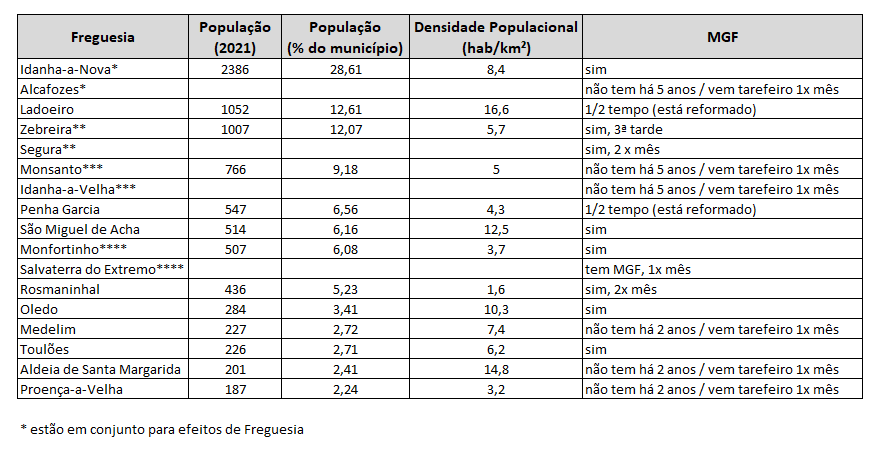 Freguesia População (2021) População (% do município) Densidade Populacional (hab/km²) MGF
Idanha-a-Nova* 2386 28,61 8,4 sim
Alcafozes* não tem há 5 anos / vem tarefeiro 1x mês
Ladoeiro 1052 12,61 16,6 1/2 tempo (está reformado)
Zebreira** 1007 12,07 5,7 sim, 3ª tarde
Segura** sim, 2 x mês
Monsanto*** 766 9,18 5 não tem há 5 anos / vem tarefeiro 1x mês
Idanha-a-Velha*** não tem há 5 anos / vem tarefeiro 1x mês
Penha Garcia 547 6,56 4,3 1/2 tempo (está reformado)
São Miguel de Acha 514 6,16 12,5 sim
Monfortinho**** 507 6,08 3,7 sim
Salvaterra do Extremo**** tem MGF, 1x mês
Rosmaninhal 436 5,23 1,6 sim, 2x mês
Oledo 284 3,41 10,3 sim
Medelim 227 2,72 7,4 não tem há 2 anos / vem tarefeiro 1x mês
Toulões 226 2,71 6,2 sim
Aldeia de Santa Margarida 201 2,41 14,8 não tem há 2 anos / vem tarefeiro 1x mês
Proença-a-Velha 187 2,24 3,2 não tem há 2 anos / vem tarefeiro 1x mês
* estão em conjunto para efeitos de Freguesia